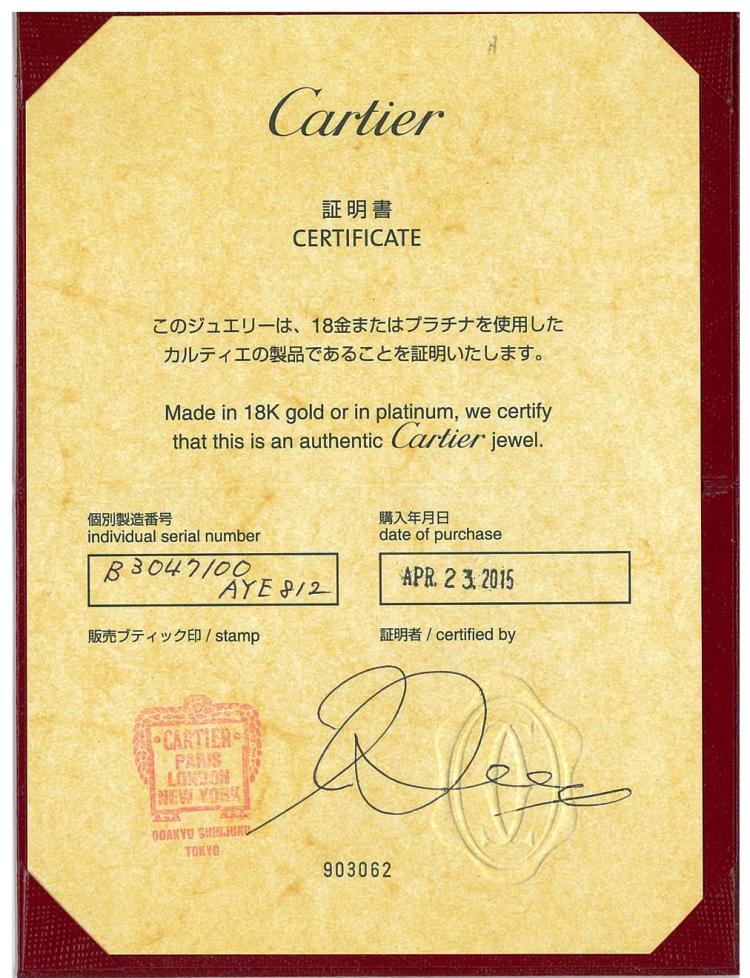 Cartier
証明書
CERTIFICATE
このジュエリーは、18金またはプラチナを使用した
カルティエの製品であることを証明いたします。
Made in 18K gold or in platinum, we certify
that this is an authentic Cartier jewel.
個別製造番号
individual serial number
B3047100
AYE812
購入年月日
date of purchase
APR. 23. 2015
販売ブティック印 / stamp
証明者 / certified by
CARTIER
PARIS
LONDON
NEW YORK
ODAKYU SHINJUKU
TOKYO
903062